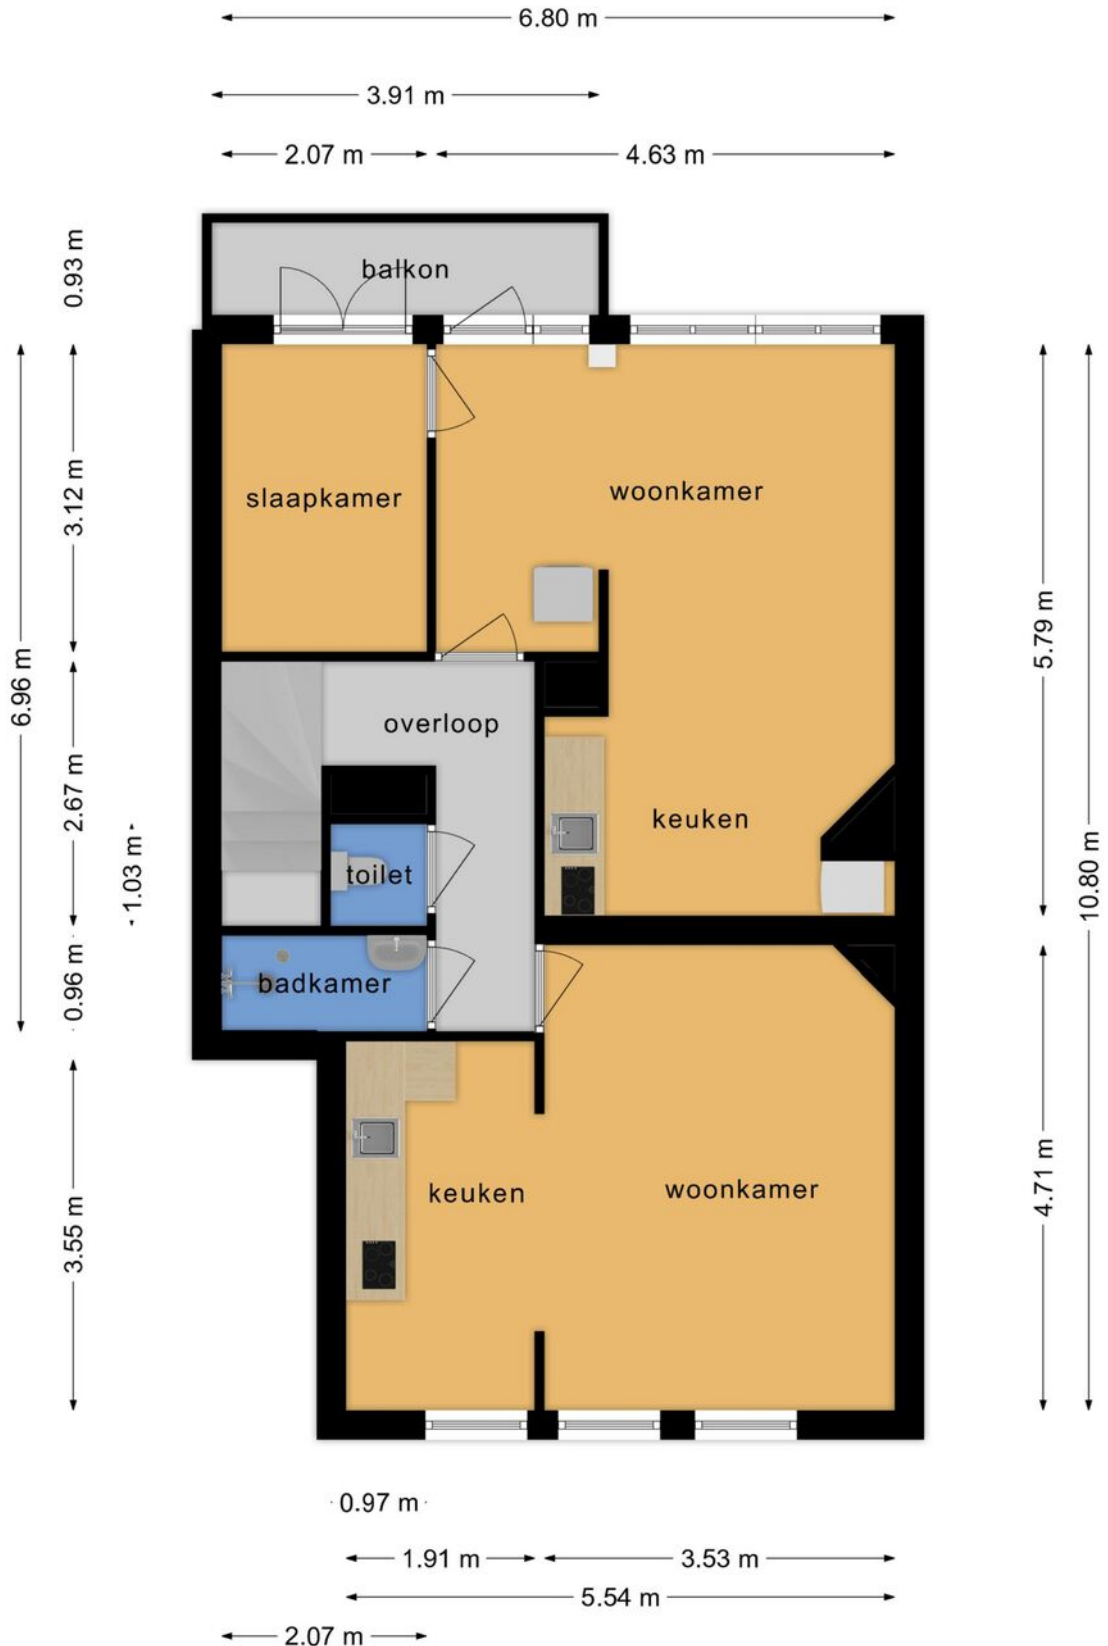 6.80 m
3.91 m
2.07 m
4.63 m
0.93 m
balkon
3.12 m
slaapkamer
woonkamer
5.79 m
6.96 m
overloop
2.67 m
keuken
1.03 m
toilet
10.80 m
0.96 m
badkamer
3.55 m
keuken
woonkamer
4.71 m
0.97 m
1.91 m
3.53 m
5.54 m
2.07 m